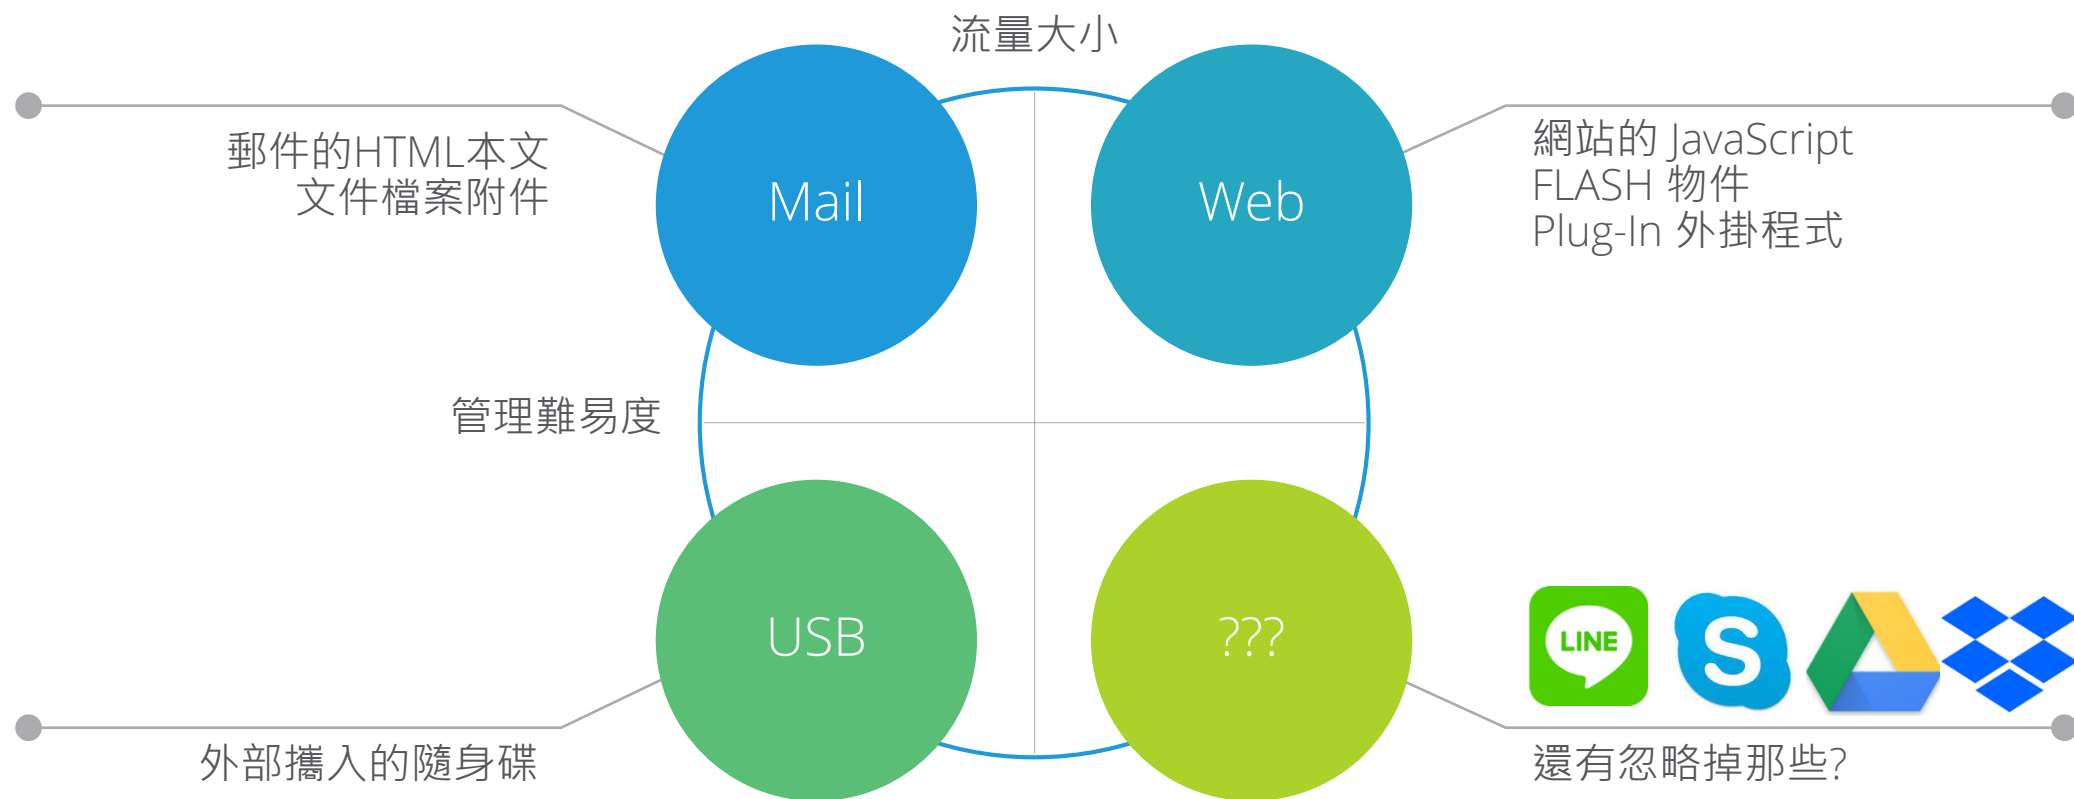 流量大小
郵件的HTML本文
文件檔案附件
Mail
Web
網站的 JavaScript
FLASH 物件
Plug-In 外掛程式
管理難易度
USB
???
LINE
S
外部攜入的隨身碟
還有忽略掉那些?